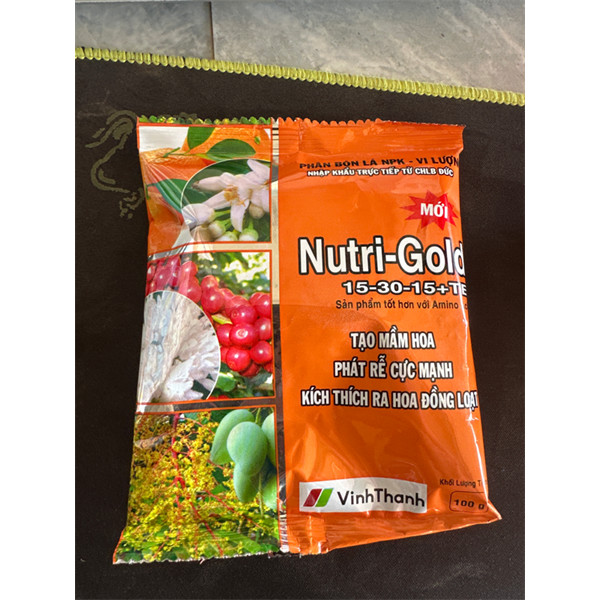 PHÂN BÓN LÁ NPK - VI LƯỢN
NHẬP KHẨU TRỰC TIẾP TỪ CHLB ĐỨC
MỚI
Nutri-Gold
15-30-15+TE
Sản phẩm tốt hơn với Amino
TẠO MẦM HOA
PHÁT RỄ CỰC MẠNH
KÍCH THÍCH RA HOA ĐỒNG LOẠT
VinhThanh
Khối Lượng T
100 g